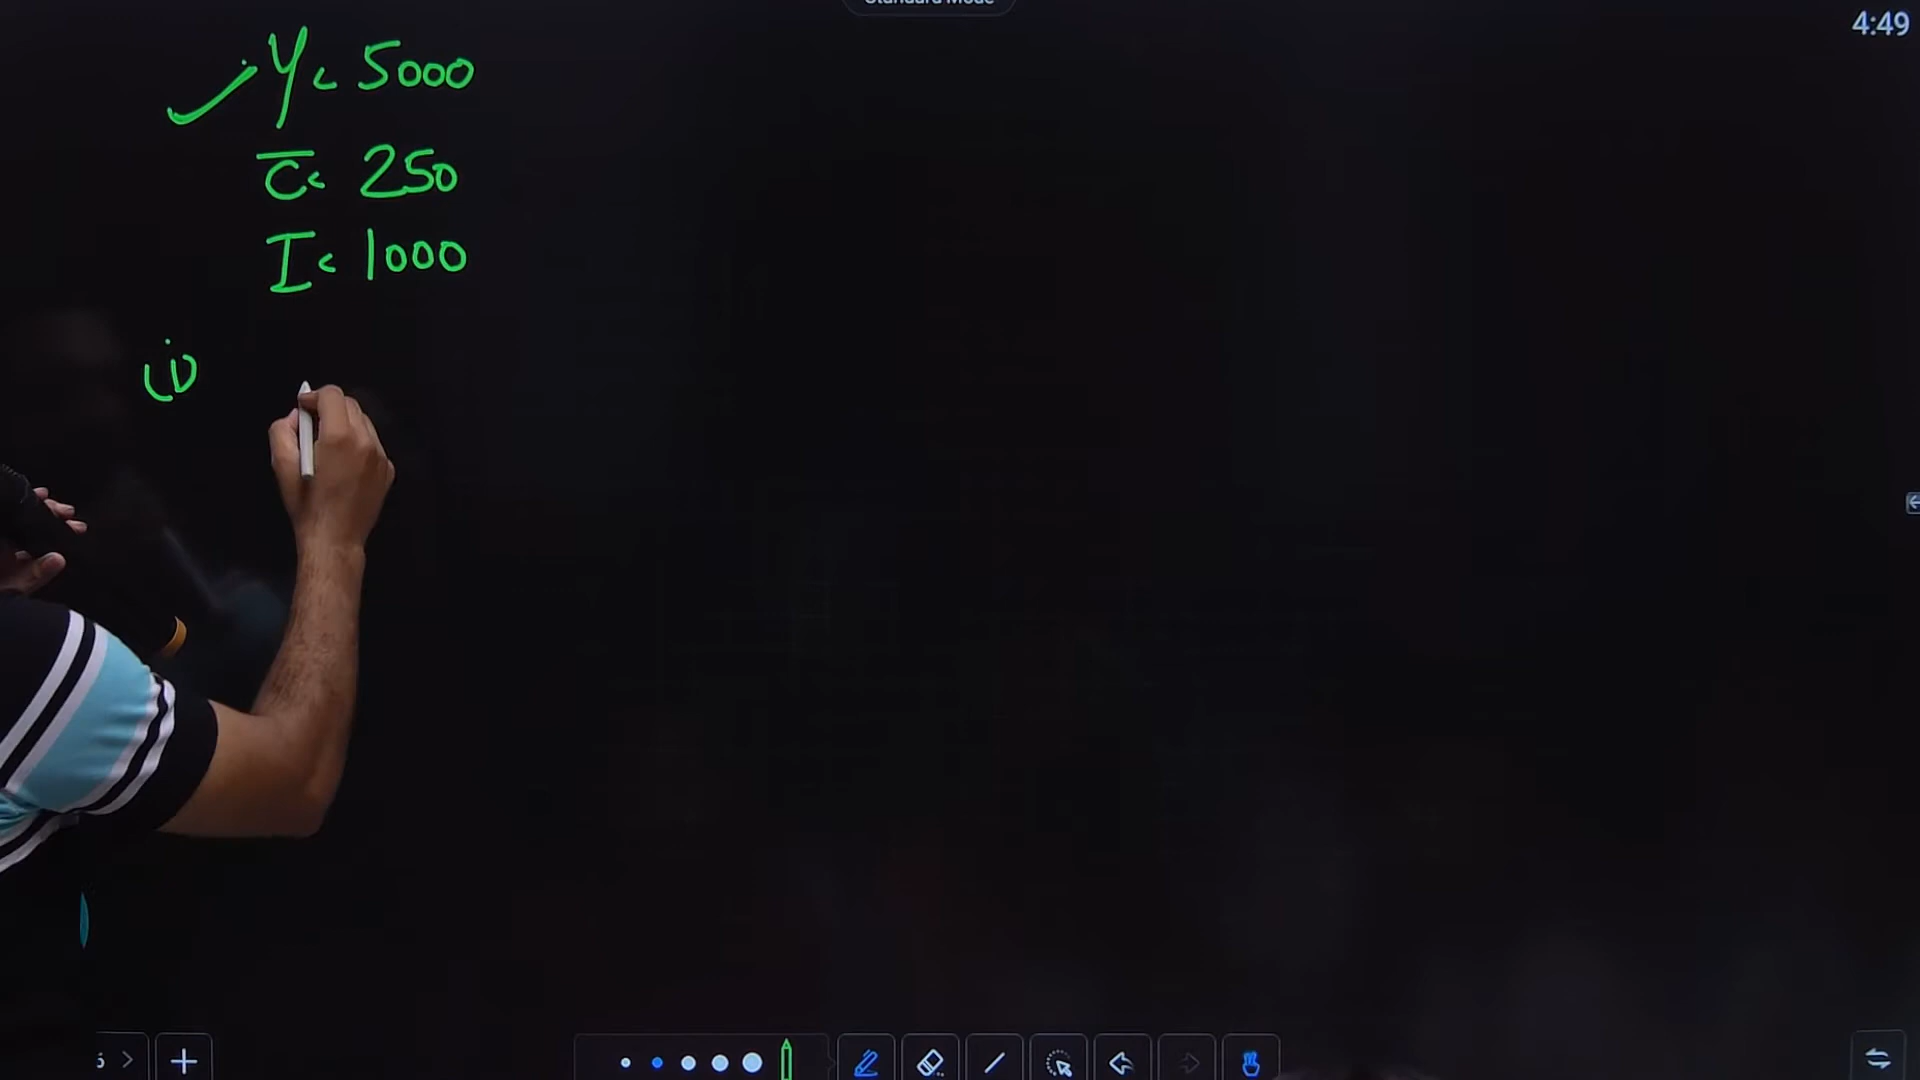 4:49
Y < 5000
C̅ < 250
I < 1000
(i)